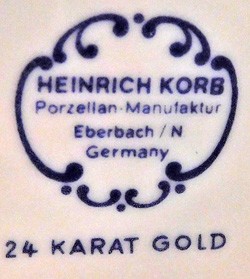 HEINRICH KORB
Porzellan-Manufaktur
Eberbach / N
Germany
24 KARAT GOLD